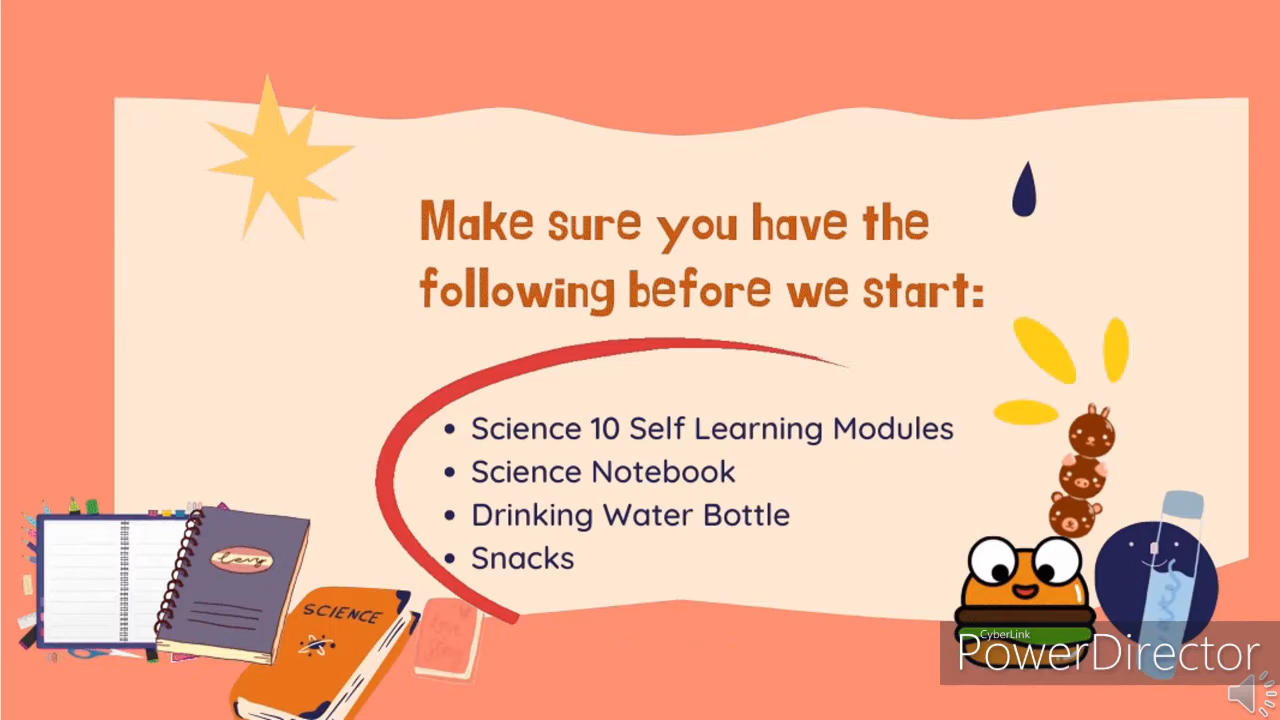 Make sure you have the
following before we start:
• Science 10 Self Learning Modules
• Science Notebook
• Drinking Water Bottle
• Snacks
levy
SCIENCE
CyberLink
PowerDirector